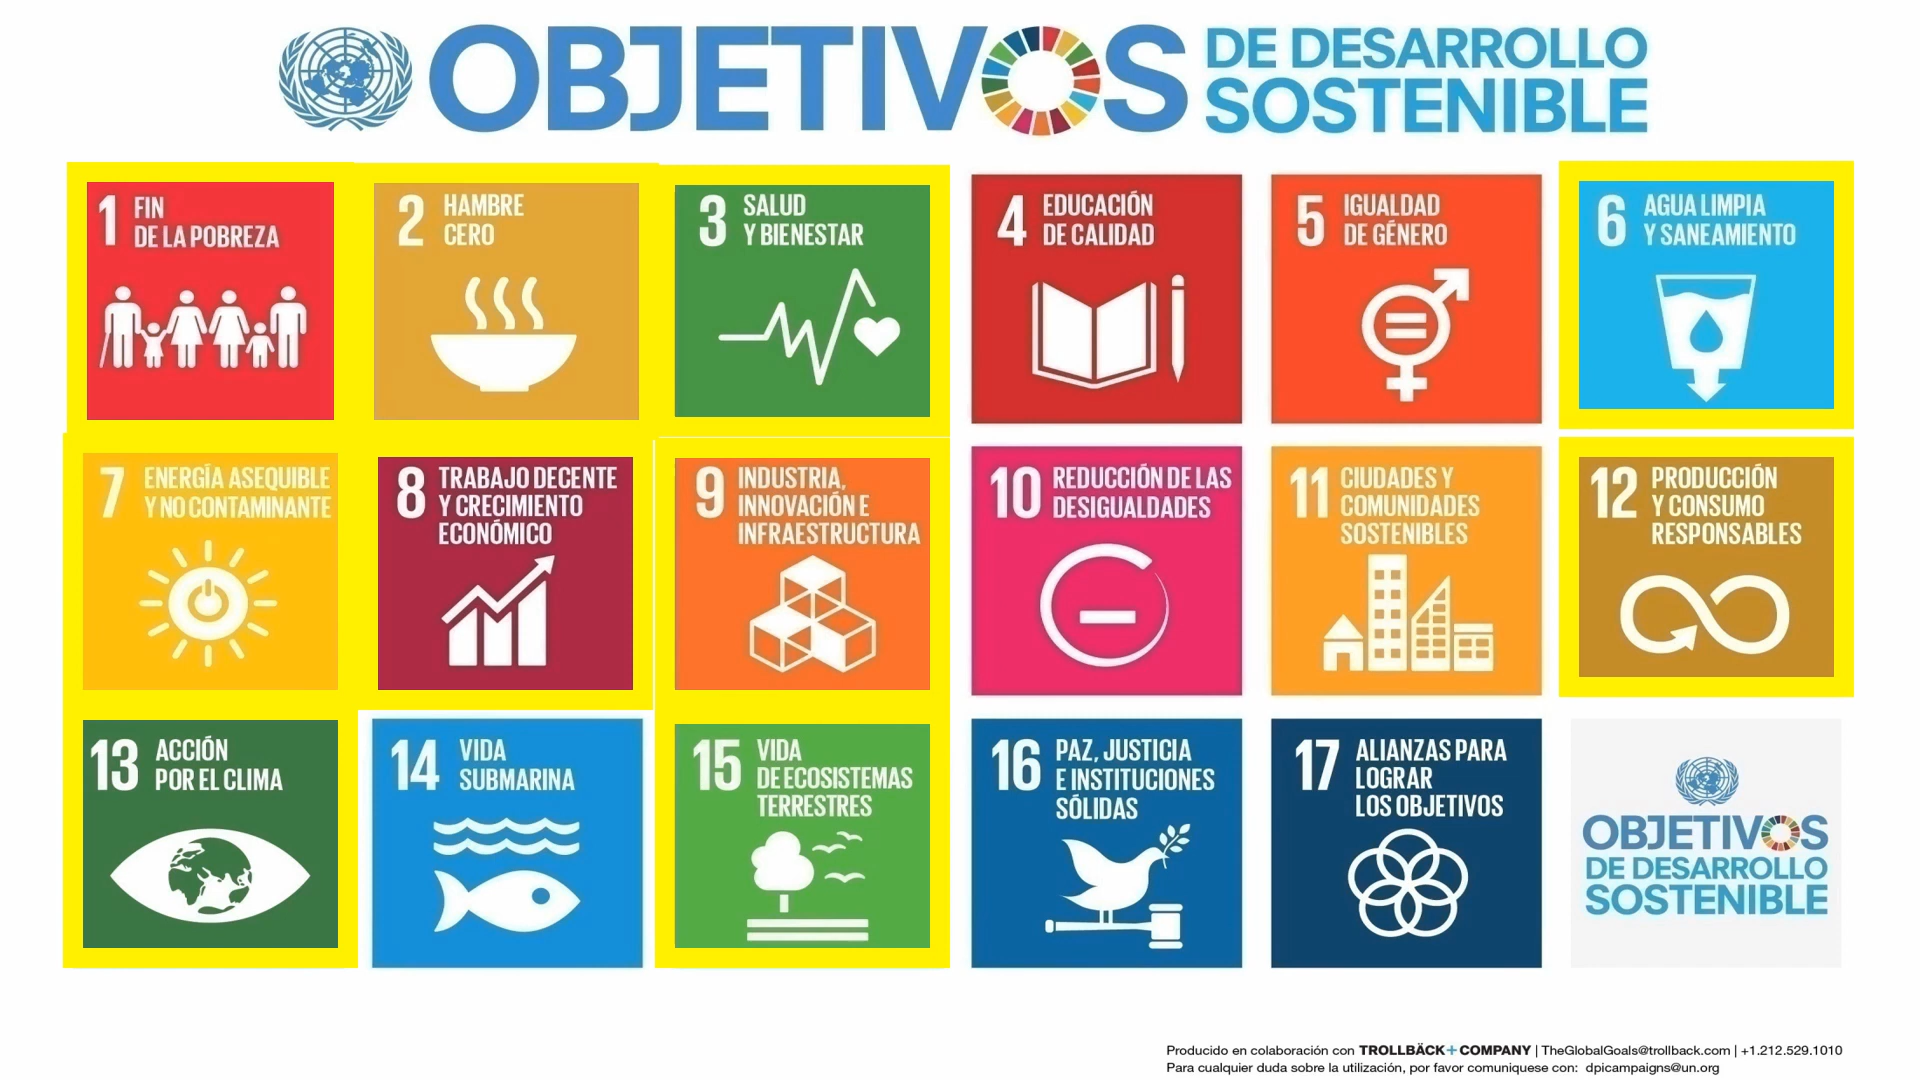 OBJETIVOS
DE DESARROLLO
SOSTENIBLE
1 FIN
DE LA POBREZA
2 HAMBRE
CERO
3 SALUD
Y BIENESTAR
4 EDUCACIÓN
DE CALIDAD
5 IGUALDAD
DE GÉNERO
6 AGUA LIMPIA
Y SANEAMIENTO
7 ENERGÍA ASEQUIBLE
Y NO CONTAMINANTE
8 TRABAJO DECENTE
Y CRECIMIENTO
ECONÓMICO
9 INDUSTRIA,
INNOVACIÓN E
INFRAESTRUCTURA
10 REDUCCIÓN DE LAS
DESIGUALDADES
11 CIUDADES Y
COMUNIDADES
SOSTENIBLES
12 PRODUCCIÓN
Y CONSUMO
RESPONSABLES
13 ACCIÓN
POR EL CLIMA
14 VIDA
SUBMARINA
15 VIDA
DE ECOSISTEMAS
TERRESTRES
16 PAZ, JUSTICIA
E INSTITUCIONES
SÓLIDAS
17 ALIANZAS PARA
LOGRAR
LOS OBJETIVOS
OBJETIVOS
DE DESARROLLO
SOSTENIBLE
Producido en colaboración con TROLLBÄCK+COMPANY | TheGlobalGoals@trollback.com | +1.212.529.1010
Para cualquier duda sobre la utilización, por favor comuniquese con: dpicampaigns@un.org